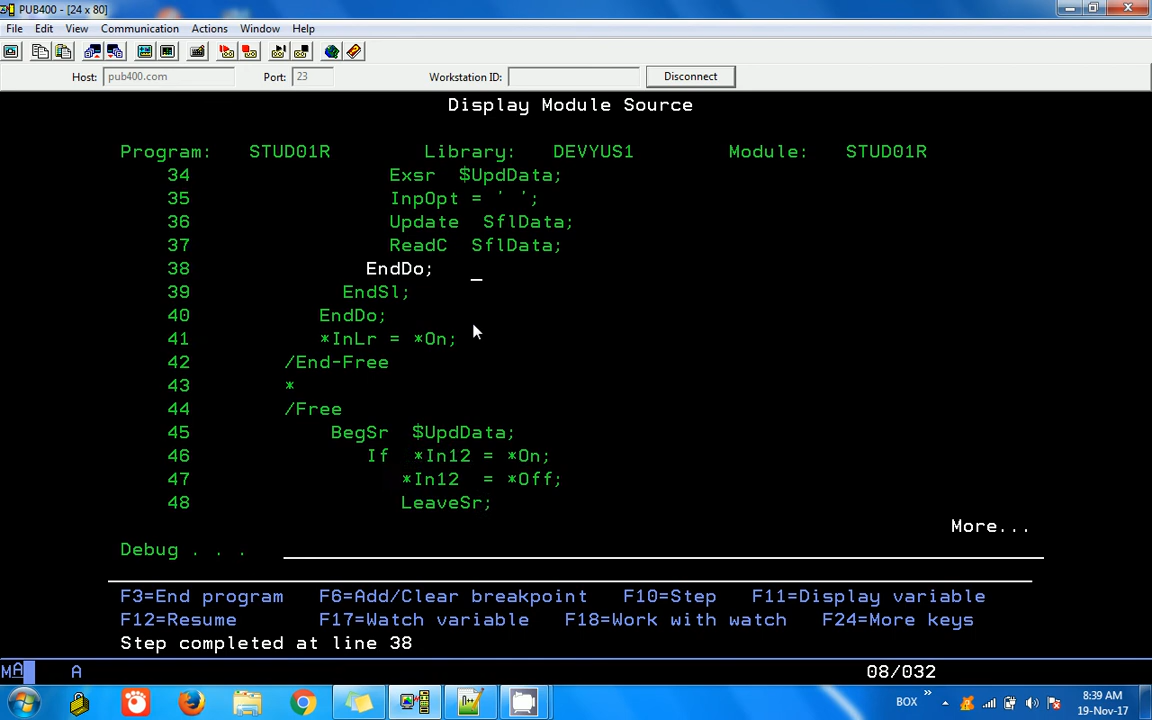 PUB400 - [24 x 80]
File Edit View Communication Actions Window Help
Host: pub400.com Port: 23 Workstation ID: Disconnect
Display Module Source
Program: STUD01R Library: DEVYUS1 Module: STUD01R
34 Exsr $UpdData;
35 InpOpt = ' ';
36 Update SflData;
37 ReadC SflData;
38 EndDo; _
39 EndSl;
40 EndDo;
41 *InLr = *On;
42 /End-Free
43 *
44 /Free
45 BegSr $UpdData;
46 If *In12 = *On;
47 *In12 = *Off;
48 LeaveSr;
More...
Debug . . .
F3=End program F6=Add/Clear breakpoint F10=Step F11=Display variable
F12=Resume F17=Watch variable F18=Work with watch F24=More keys
Step completed at line 38
MA A 08/032
BOX 8:39 AM
19-Nov-17